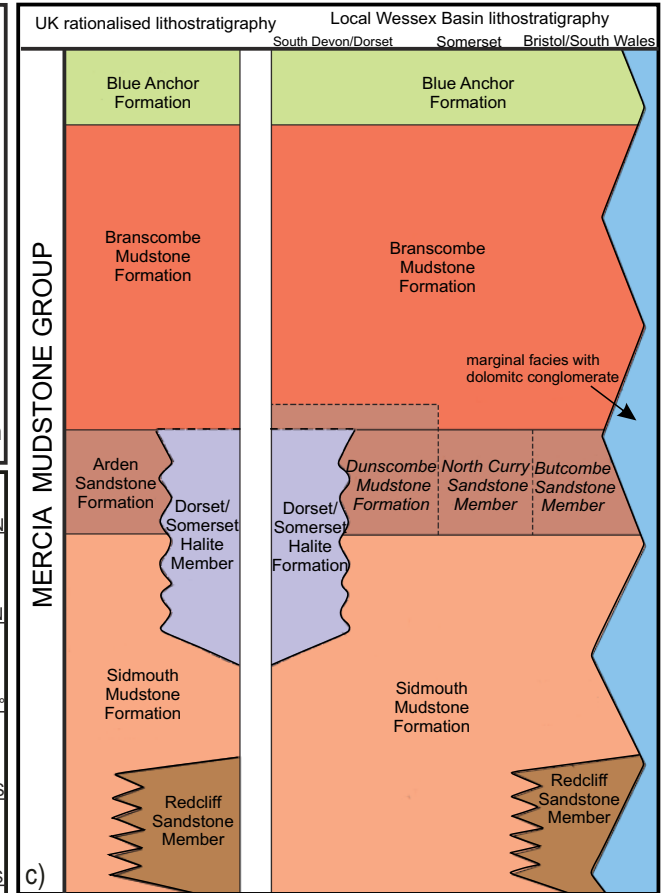 UK rationalised lithostratigraphy
Local Wessex Basin lithostratigraphy
South Devon/Dorset
Somerset
Bristol/South Wales
MERCIA MUDSTONE GROUP
Blue Anchor
Formation
Blue Anchor
Formation
Branscombe
Mudstone
Formation
Branscombe
Mudstone
Formation
marginal facies with
dolomitc conglomerate
Arden
Sandstone
Formation
Dorset/
Somerset
Halite
Member
Dorset/
Somerset
Halite
Formation
Dunscombe
Mudstone
Formation
North Curry
Sandstone
Member
Butcombe
Sandstone
Member
Sidmouth
Mudstone
Formation
Sidmouth
Mudstone
Formation
Redcliff
Sandstone
Member
Redcliff
Sandstone
Member
c)